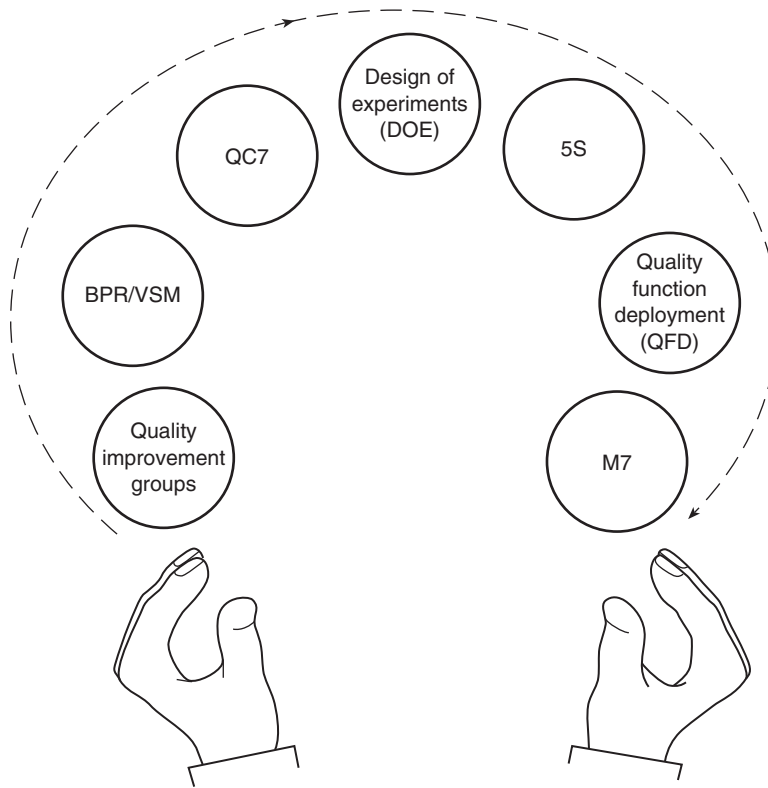 Design of
experiments
(DOE)
QC7
5S
BPR/VSM
Quality
function
deployment
(QFD)
Quality
improvement
groups
M7